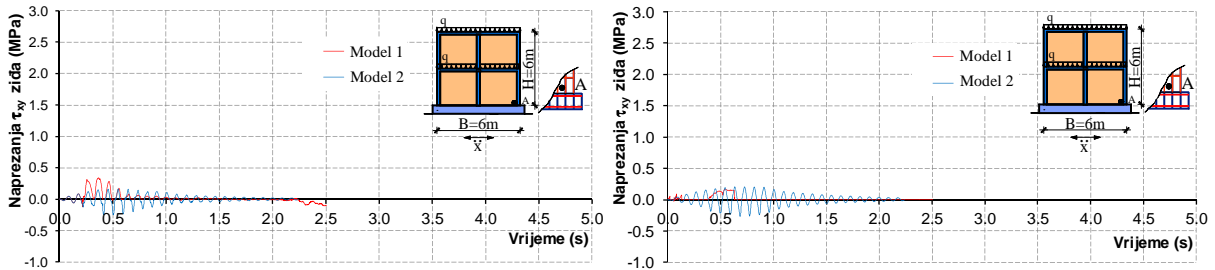 Naprezanja τxy ziđa (MPa)
3.0
2.5
2.0
1.5
1.0
0.5
0.0
-0.5
-1.0
0.0 0.5 1.0 1.5 2.0 2.5 3.0 3.5 4.0 4.5 5.0
Vrijeme (s)
Model 1
Model 2
q
q
H=6m
A
A
B=6m
ẍ
Naprezanja τxy ziđa (MPa)
3.0
2.5
2.0
1.5
1.0
0.5
0.0
-0.5
-1.0
0.0 0.5 1.0 1.5 2.0 2.5 3.0 3.5 4.0 4.5 5.0
Vrijeme (s)
Model 1
Model 2
q
q
H=6m
A
A
B=6m
ẍ